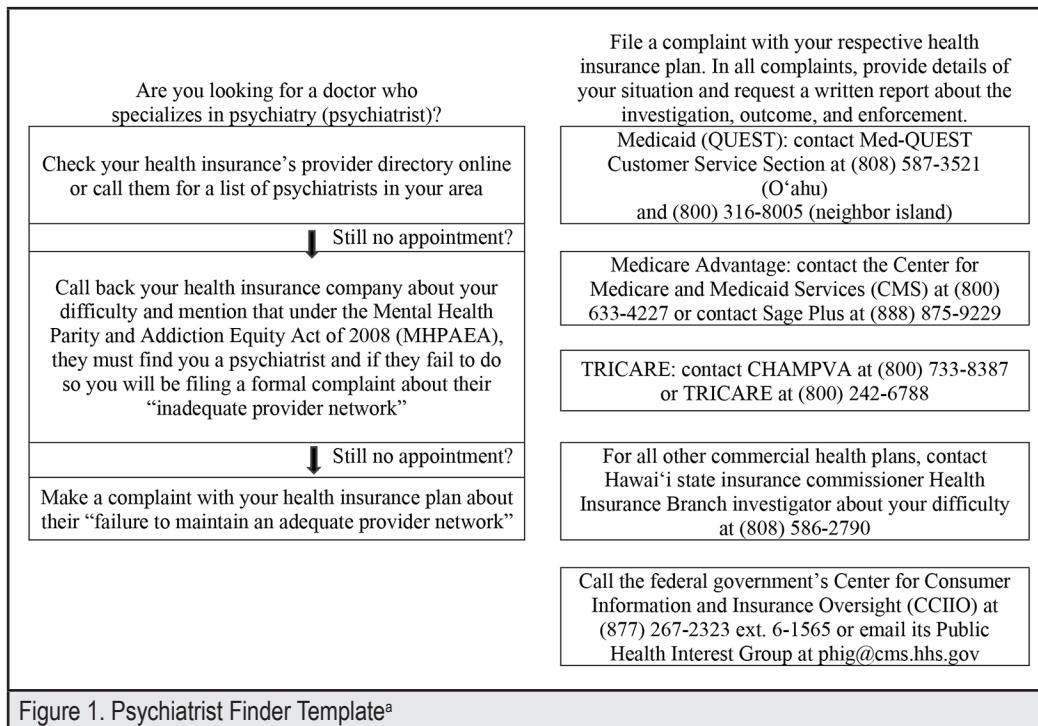 Are you looking for a doctor who
specializes in psychiatry (psychiatrist)?
Check your health insurance’s provider directory online
or call them for a list of psychiatrists in your area
Still no appointment?
Call back your health insurance company about your
difficulty and mention that under the Mental Health
Parity and Addiction Equity Act of 2008 (MHPAEA),
they must find you a psychiatrist and if they fail to do
so you will be filing a formal complaint about their
“inadequate provider network”
Still no appointment?
Make a complaint with your health insurance plan about
their “failure to maintain an adequate provider network”
File a complaint with your respective health
insurance plan. In all complaints, provide details of
your situation and request a written report about the
investigation, outcome, and enforcement.
Medicaid (QUEST): contact Med-QUEST
Customer Service Section at (808) 587-3521
(Oʻahu)
and (800) 316-8005 (neighbor island)
Medicare Advantage: contact the Center for
Medicare and Medicaid Services (CMS) at (800)
633-4227 or contact Sage Plus at (888) 875-9229
TRICARE: contact CHAMPVA at (800) 733-8387
or TRICARE at (800) 242-6788
For all other commercial health plans, contact
Hawaiʻi state insurance commissioner Health
Insurance Branch investigator about your difficulty
at (808) 586-2790
Call the federal government’s Center for Consumer
Information and Insurance Oversight (CCIIO) at
(877) 267-2323 ext. 6-1565 or email its Public
Health Interest Group at phig@cms.hhs.gov
Figure 1. Psychiatrist Finder Templateᵃ